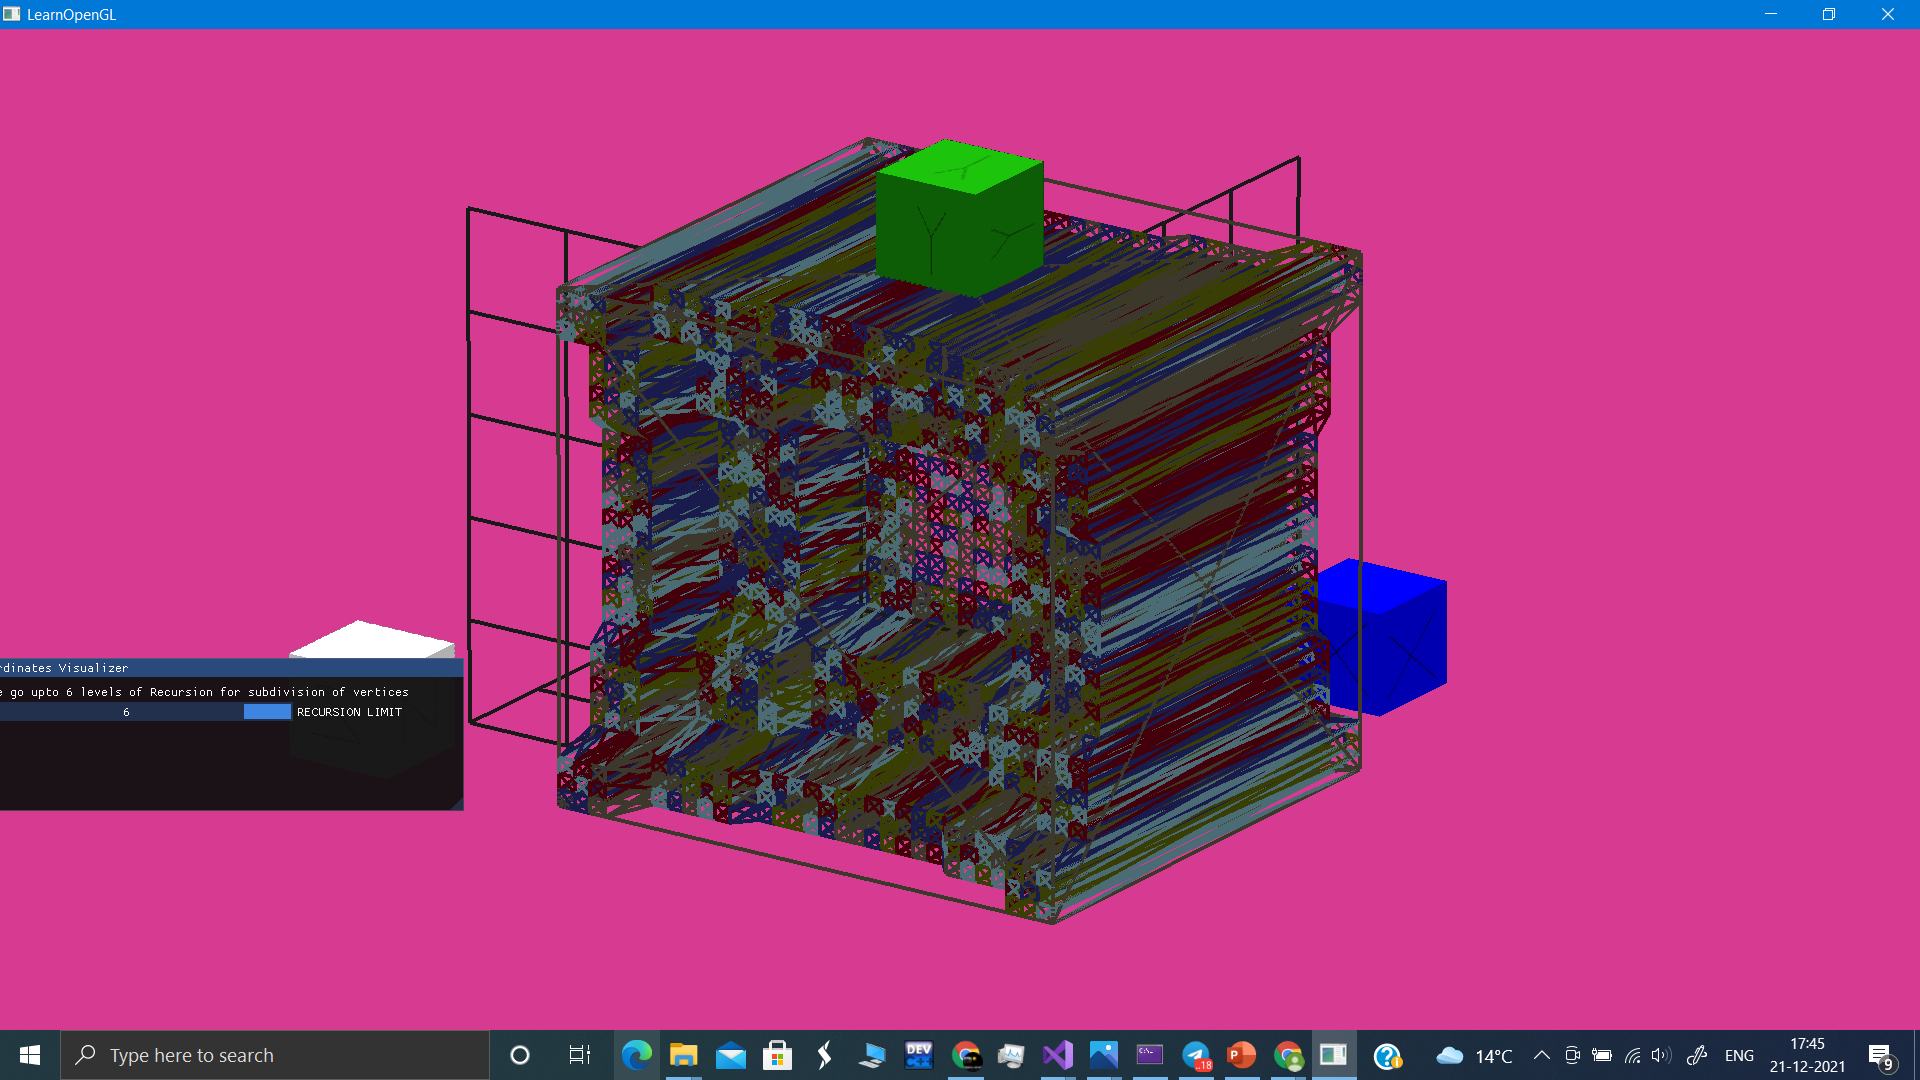 LearnOpenGL
Y
Y
Y
X
X
rdinates Visualizer
e go upto 6 levels of Recursion for subdivision of vertices
6
RECURSION LIMIT
DEV
C:\.
..18
P
Type here to search
14°C
ENG
17:45
21-12-2021
9